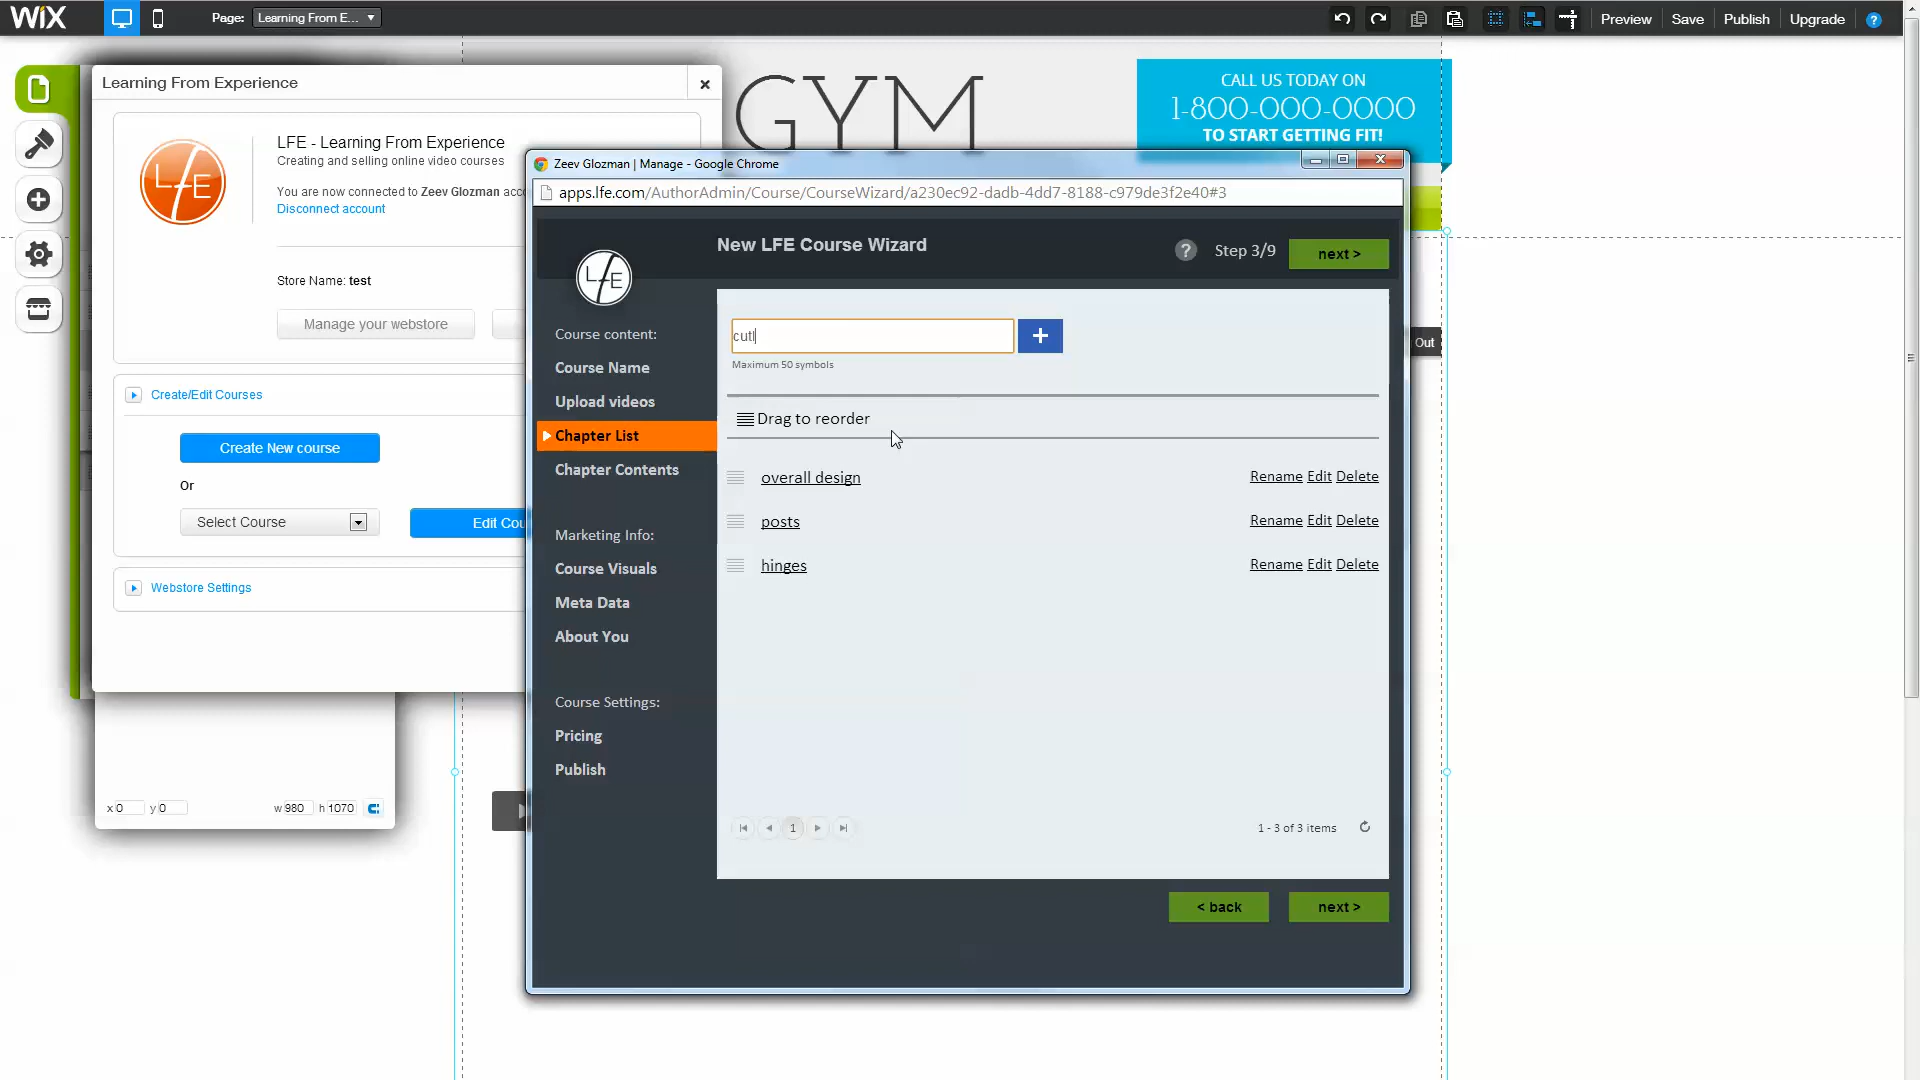 WiX
Page:
Learning From E...
Preview
Save
Publish
Upgrade
?
Learning From Experience
×
GYM
CALL US TODAY ON
1-800-000-0000
TO START GETTING FIT!
LFE
LFE - Learning From Experience
Creating and selling online video courses
You are now connected to Zeev Glozman acc
Disconnect account
Store Name: test
Manage your webstore
Create/Edit Courses
Create New course
Or
Select Course
Edit Cou
Webstore Settings
x 0
y 0
w 980
h 1070
Out
Zeev Glozman | Manage - Google Chrome
apps.lfe.com/AuthorAdmin/Course/CourseWizard/a230ec92-dadb-4dd7-8188-c979de3f2e40#3
LFE
New LFE Course Wizard
?
Step 3/9
next >
Course content:
Course Name
Upload videos
Chapter List
Chapter Contents
Marketing Info:
Course Visuals
Meta Data
About You
Course Settings:
Pricing
Publish
cutl
+
Maximum 50 symbols
Drag to reorder
overall design
Rename Edit Delete
posts
Rename Edit Delete
hinges
Rename Edit Delete
1
1 - 3 of 3 items
< back
next >